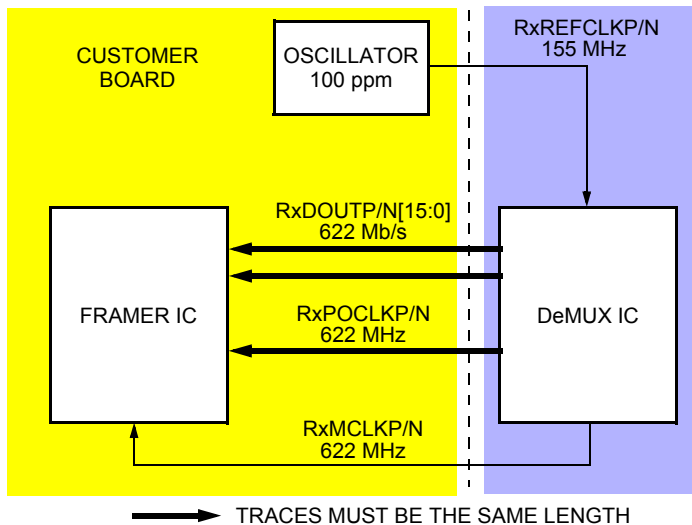 CUSTOMER
BOARD
OSCILLATOR
100 ppm
RxREFCLKP/N
155 MHz
RxDOUTP/N[15:0]
622 Mb/s
FRAMER IC
RxPOCLKP/N
622 MHz
DeMUX IC
RxMCLKP/N
622 MHz
TRACES MUST BE THE SAME LENGTH